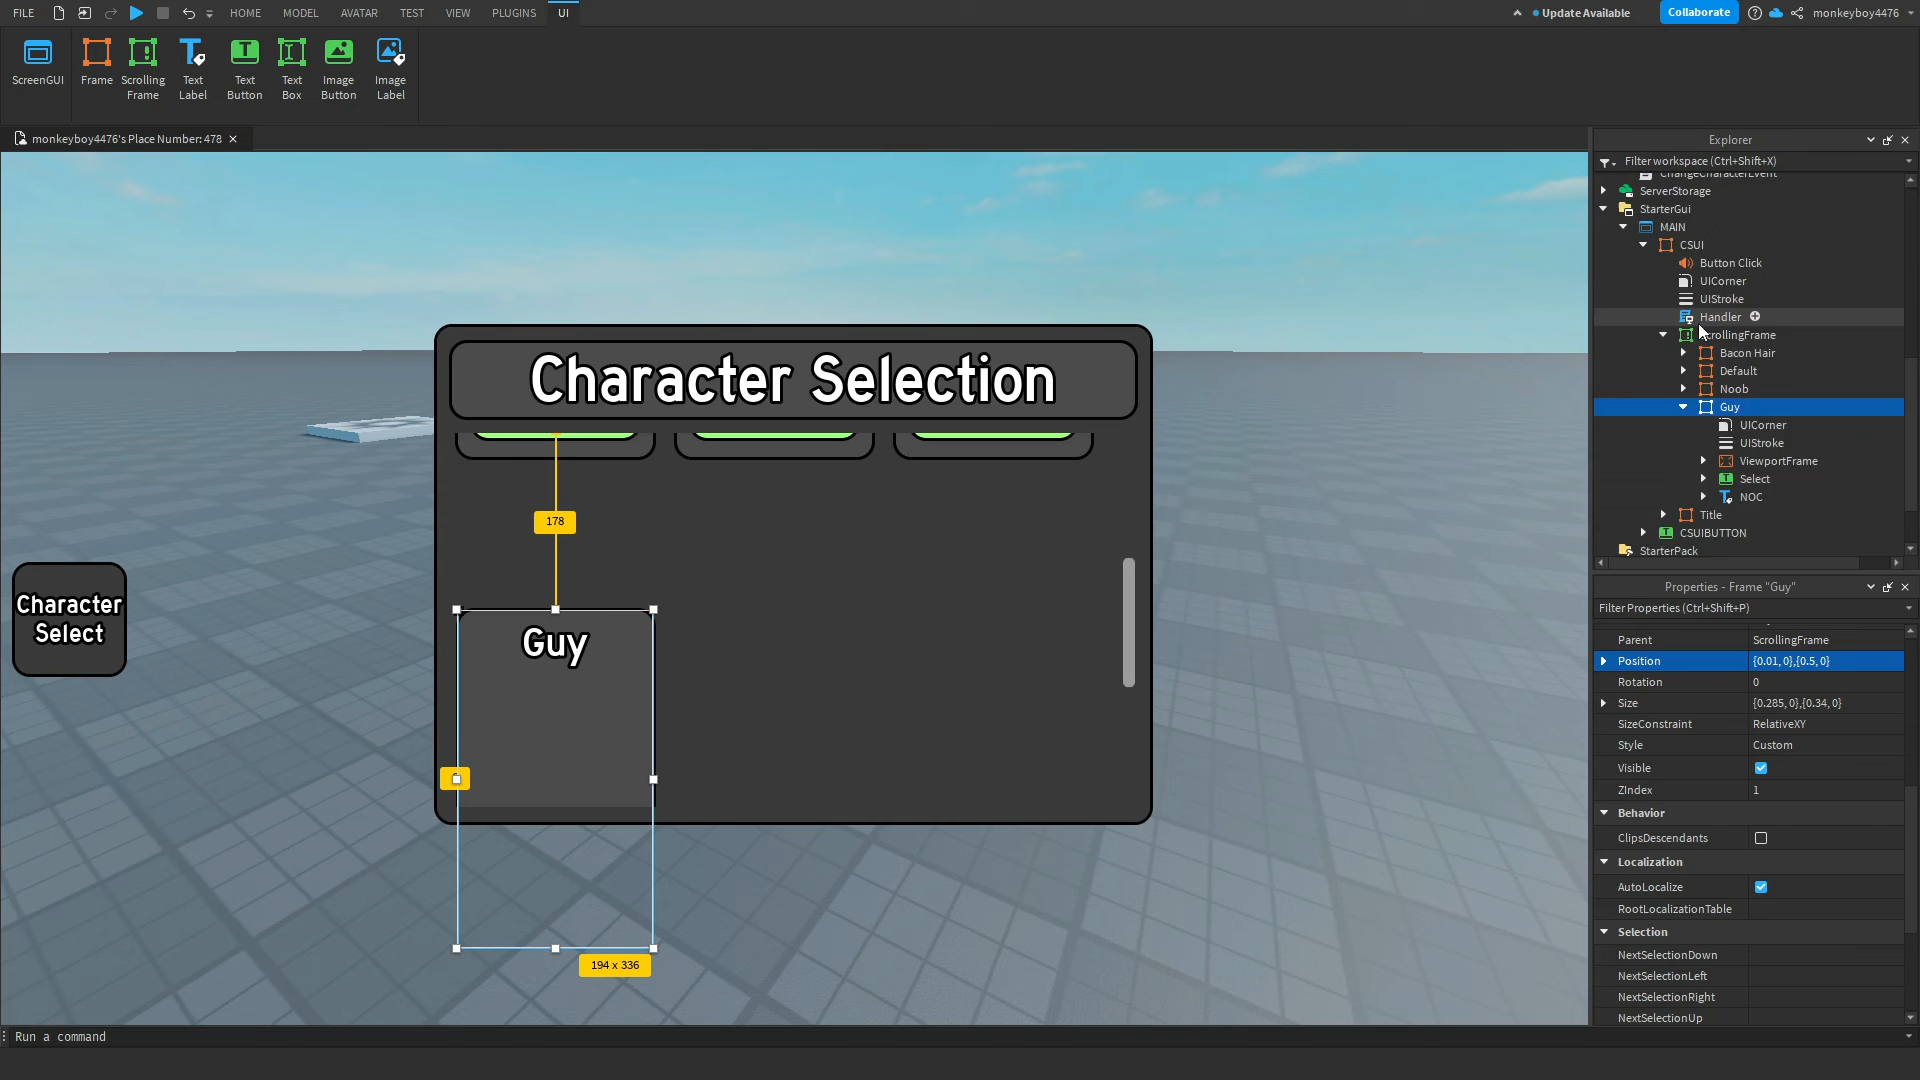 FILE HOME MODEL AVATAR TEST VIEW PLUGINS UI Update Available Collaborate monkeyboy4476
ScreenGUI
Frame
Scrolling
Frame
Text
Label
Text
Button
Text
Box
Image
Button
Image
Label
monkeyboy4476's Place Number: 478
Character Selection
178
Guy
194 x 336
Character
Select
Explorer
Filter workspace (Ctrl+Shift+X)
ChangeCharacterEvent
ServerStorage
StarterGui
MAIN
CSUI
Button Click
UICorner
UIStroke
Handler
ScrollingFrame
Bacon Hair
Default
Noob
Guy
UICorner
UIStroke
ViewportFrame
Select
NOC
Title
CSUIBUTTON
StarterPack
Properties - Frame "Guy"
Filter Properties (Ctrl+Shift+P)
Parent ScrollingFrame
Position {0.01, 0},{0.5, 0}
Rotation 0
Size {0.285, 0},{0.34, 0}
SizeConstraint RelativeXY
Style Custom
Visible
ZIndex 1
Behavior
ClipsDescendants
Localization
AutoLocalize
RootLocalizationTable
Selection
NextSelectionDown
NextSelectionLeft
NextSelectionRight
NextSelectionUp
Run a command